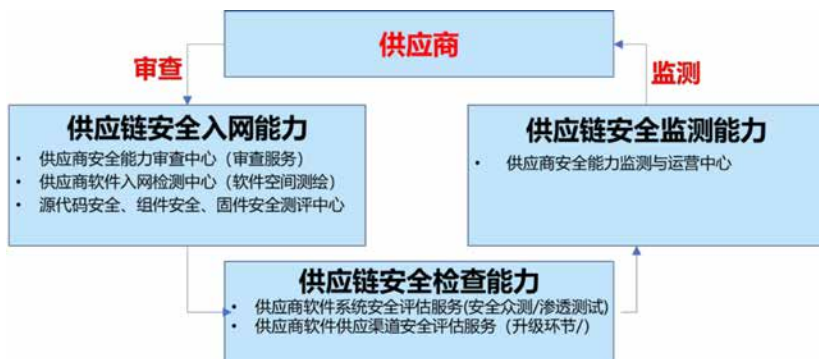 供应商
审查
监测
供应链安全入网能力
• 供应商安全能力审查中心（审查服务）
• 供应商软件入网检测中心（软件空间测绘）
• 源代码安全、组件安全、固件安全测评中心
供应链安全监测能力
• 供应商安全能力监测与运营中心
供应链安全检查能力
• 供应商软件系统安全评估服务(安全众测/渗透测试)
• 供应商软件供应渠道安全评估服务（升级环节/）